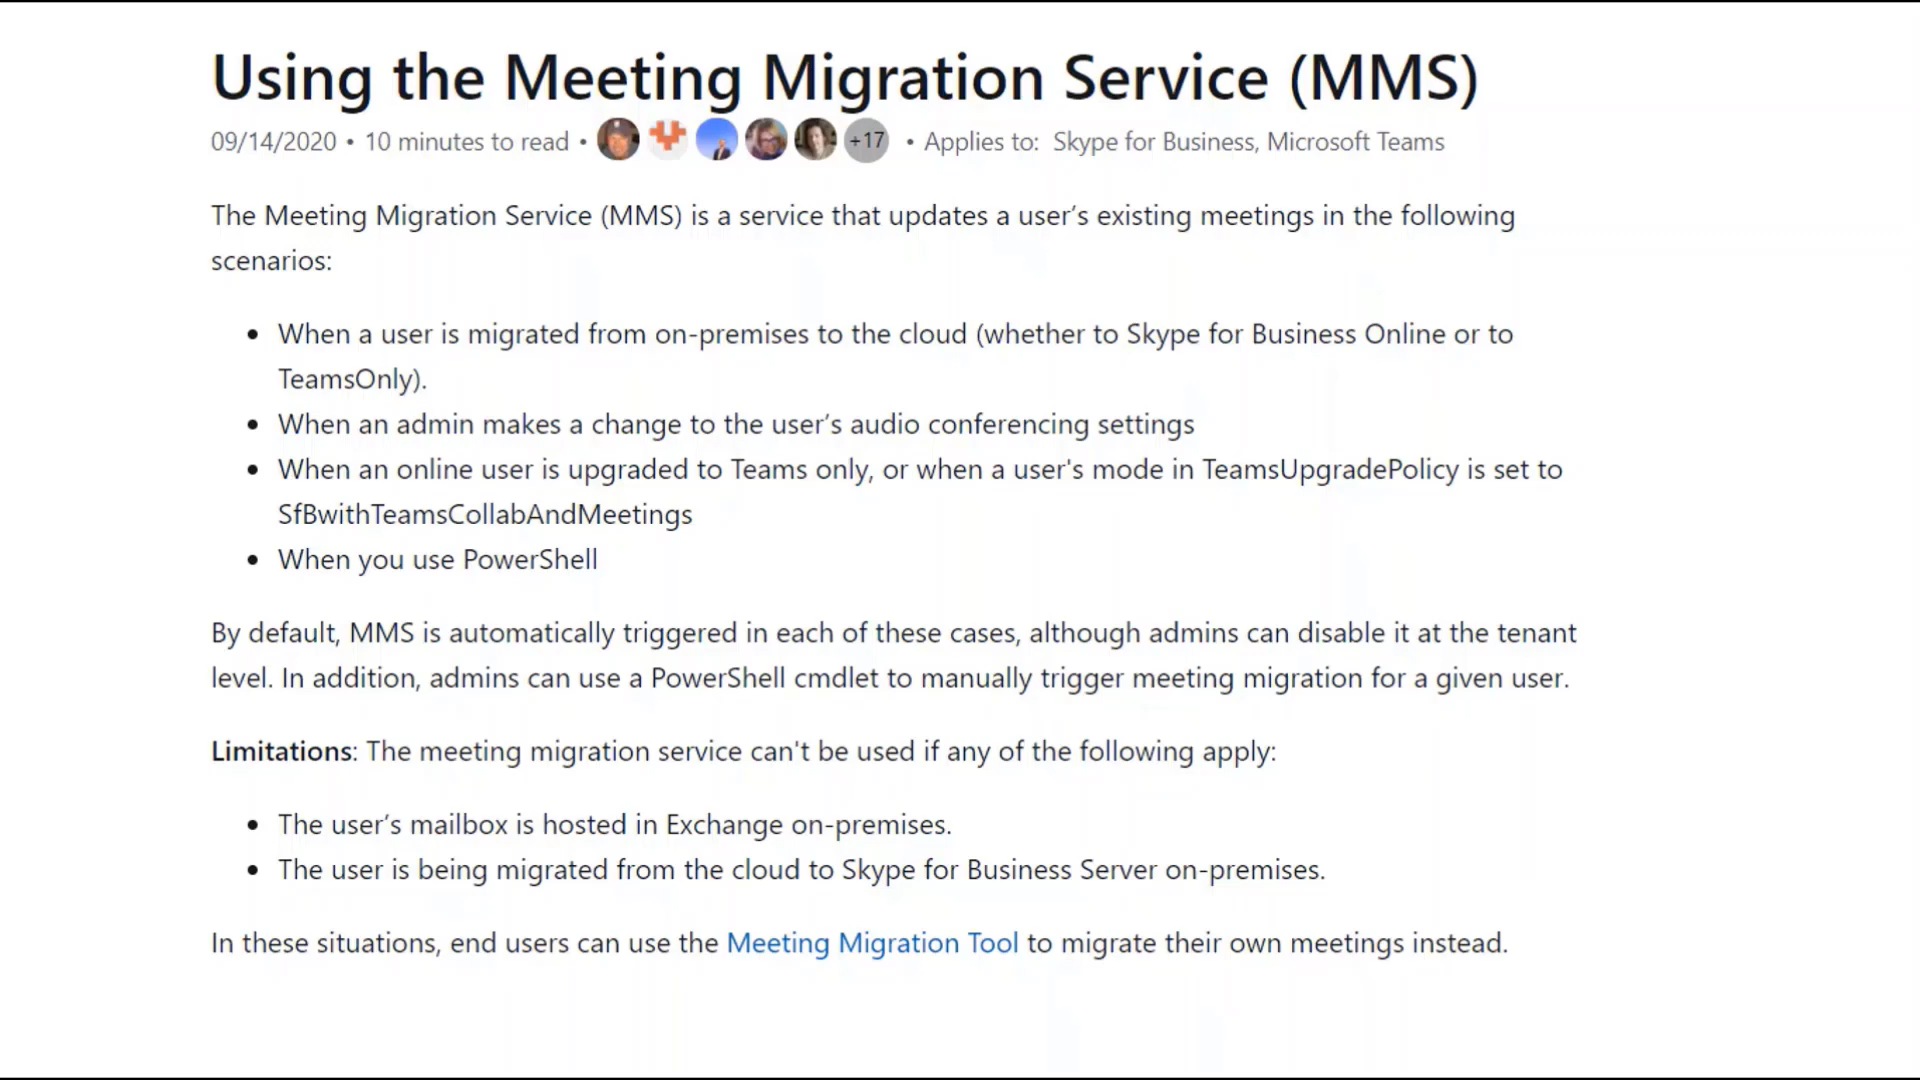 Using the Meeting Migration Service (MMS)
09/14/2020 • 10 minutes to read • +17 • Applies to: Skype for Business, Microsoft Teams
The Meeting Migration Service (MMS) is a service that updates a user’s existing meetings in the following
scenarios:
• When a user is migrated from on-premises to the cloud (whether to Skype for Business Online or to
TeamsOnly).
• When an admin makes a change to the user’s audio conferencing settings
• When an online user is upgraded to Teams only, or when a user's mode in TeamsUpgradePolicy is set to
SfBwithTeamsCollabAndMeetings
• When you use PowerShell
By default, MMS is automatically triggered in each of these cases, although admins can disable it at the tenant
level. In addition, admins can use a PowerShell cmdlet to manually trigger meeting migration for a given user.
Limitations: The meeting migration service can't be used if any of the following apply:
• The user’s mailbox is hosted in Exchange on-premises.
• The user is being migrated from the cloud to Skype for Business Server on-premises.
In these situations, end users can use the Meeting Migration Tool to migrate their own meetings instead.